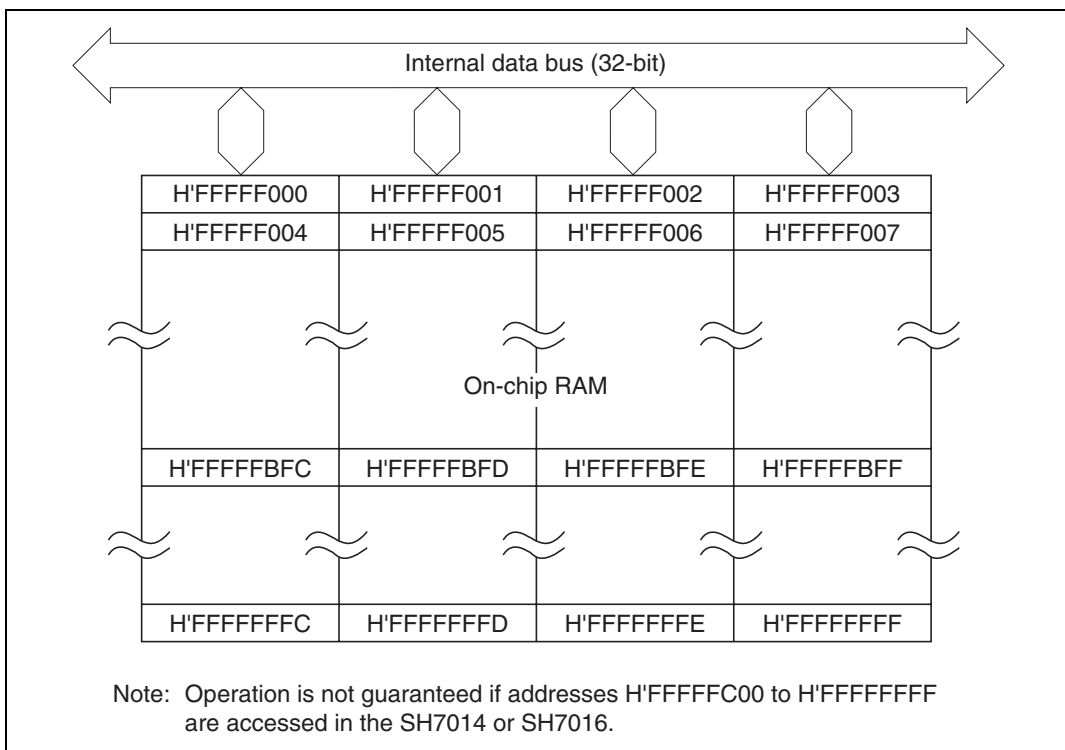 Internal data bus (32-bit)
H'FFFFF000 H'FFFFF001 H'FFFFF002 H'FFFFF003
H'FFFFF004 H'FFFFF005 H'FFFFF006 H'FFFFF007
On-chip RAM
H'FFFFFBFC H'FFFFFBFD H'FFFFFBFE H'FFFFFBFF
H'FFFFFFFC H'FFFFFFFD H'FFFFFFFE H'FFFFFFFF
Note: Operation is not guaranteed if addresses H'FFFFFC00 to H'FFFFFFFF
are accessed in the SH7014 or SH7016.